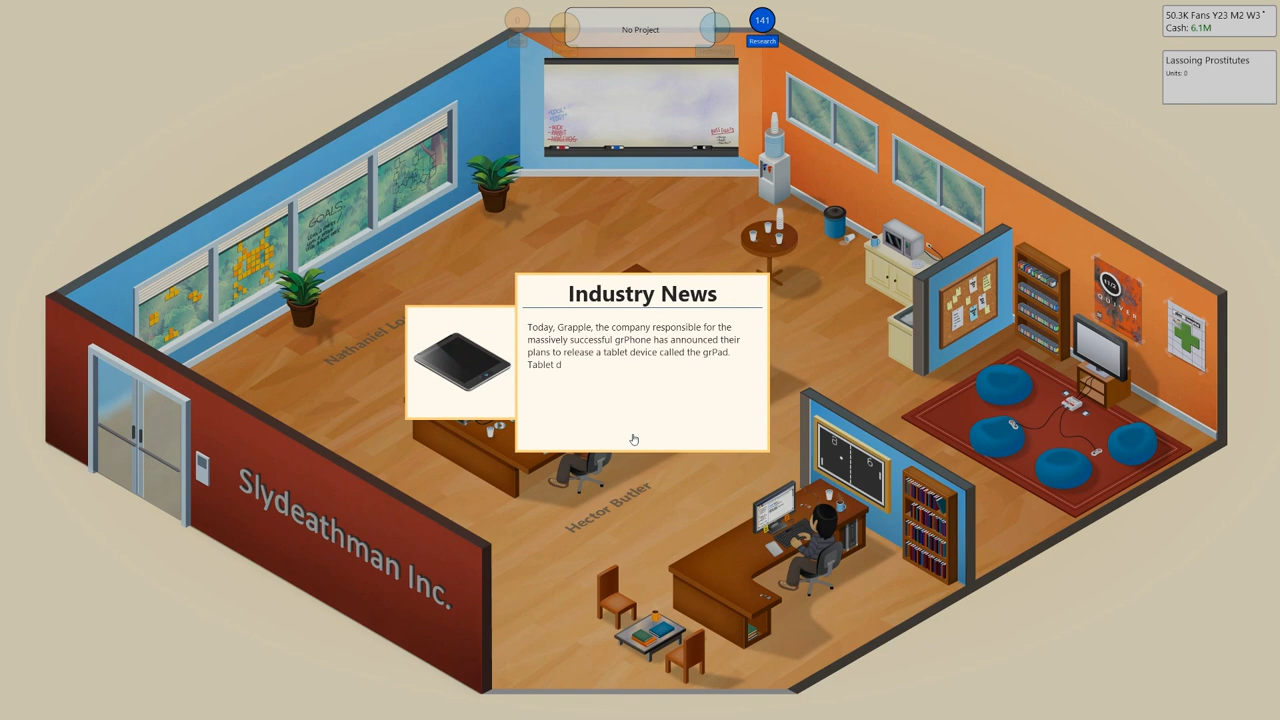 0
No Project
141
Research
50.3K Fans Y23 M2 W3
Cash: 6.1M
Lassoing Prostitutes
Units: 0
GOALS:
Industry News
Today, Grapple, the company responsible for the
massively successful grPhone has announced their
plans to release a tablet device called the grPad.
Tablet d
Hector Butler
Slydeathman Inc.